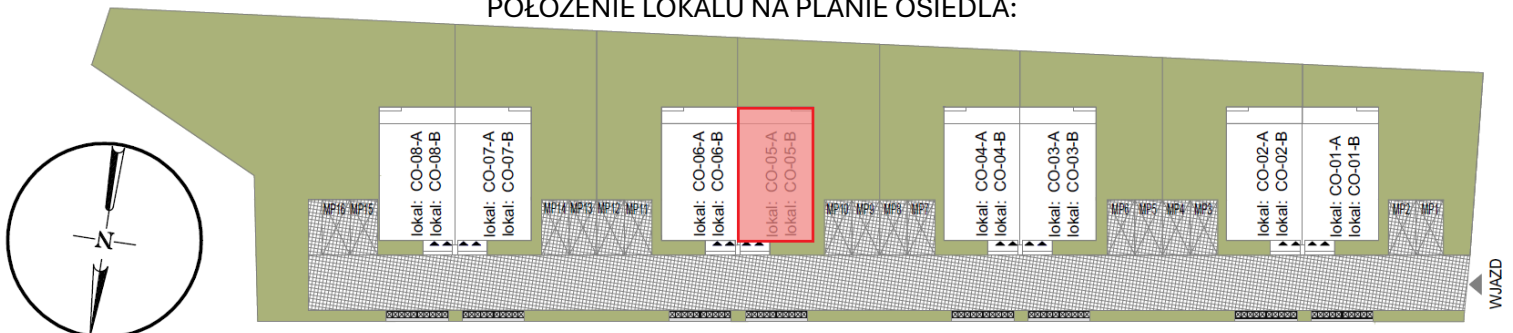 POŁOŻENIE LOKALU NA PLANIE OSIEDLA:
lokal: CO-08-A
lokal: CO-08-B
lokal: CO-07-A
lokal: CO-07-B
lokal: CO-06-A
lokal: CO-06-B
lokal: CO-05-A
lokal: CO-05-B
lokal: CO-04-A
lokal: CO-04-B
lokal: CO-03-A
lokal: CO-03-B
lokal: CO-02-A
lokal: CO-02-B
lokal: CO-01-A
lokal: CO-01-B
MP16 MP15
MP14 MP13 MP12 MP11
MP10 MP9 MP8 MP7
MP6 MP5 MP4 MP3
MP2 MP1
N
WJAZD